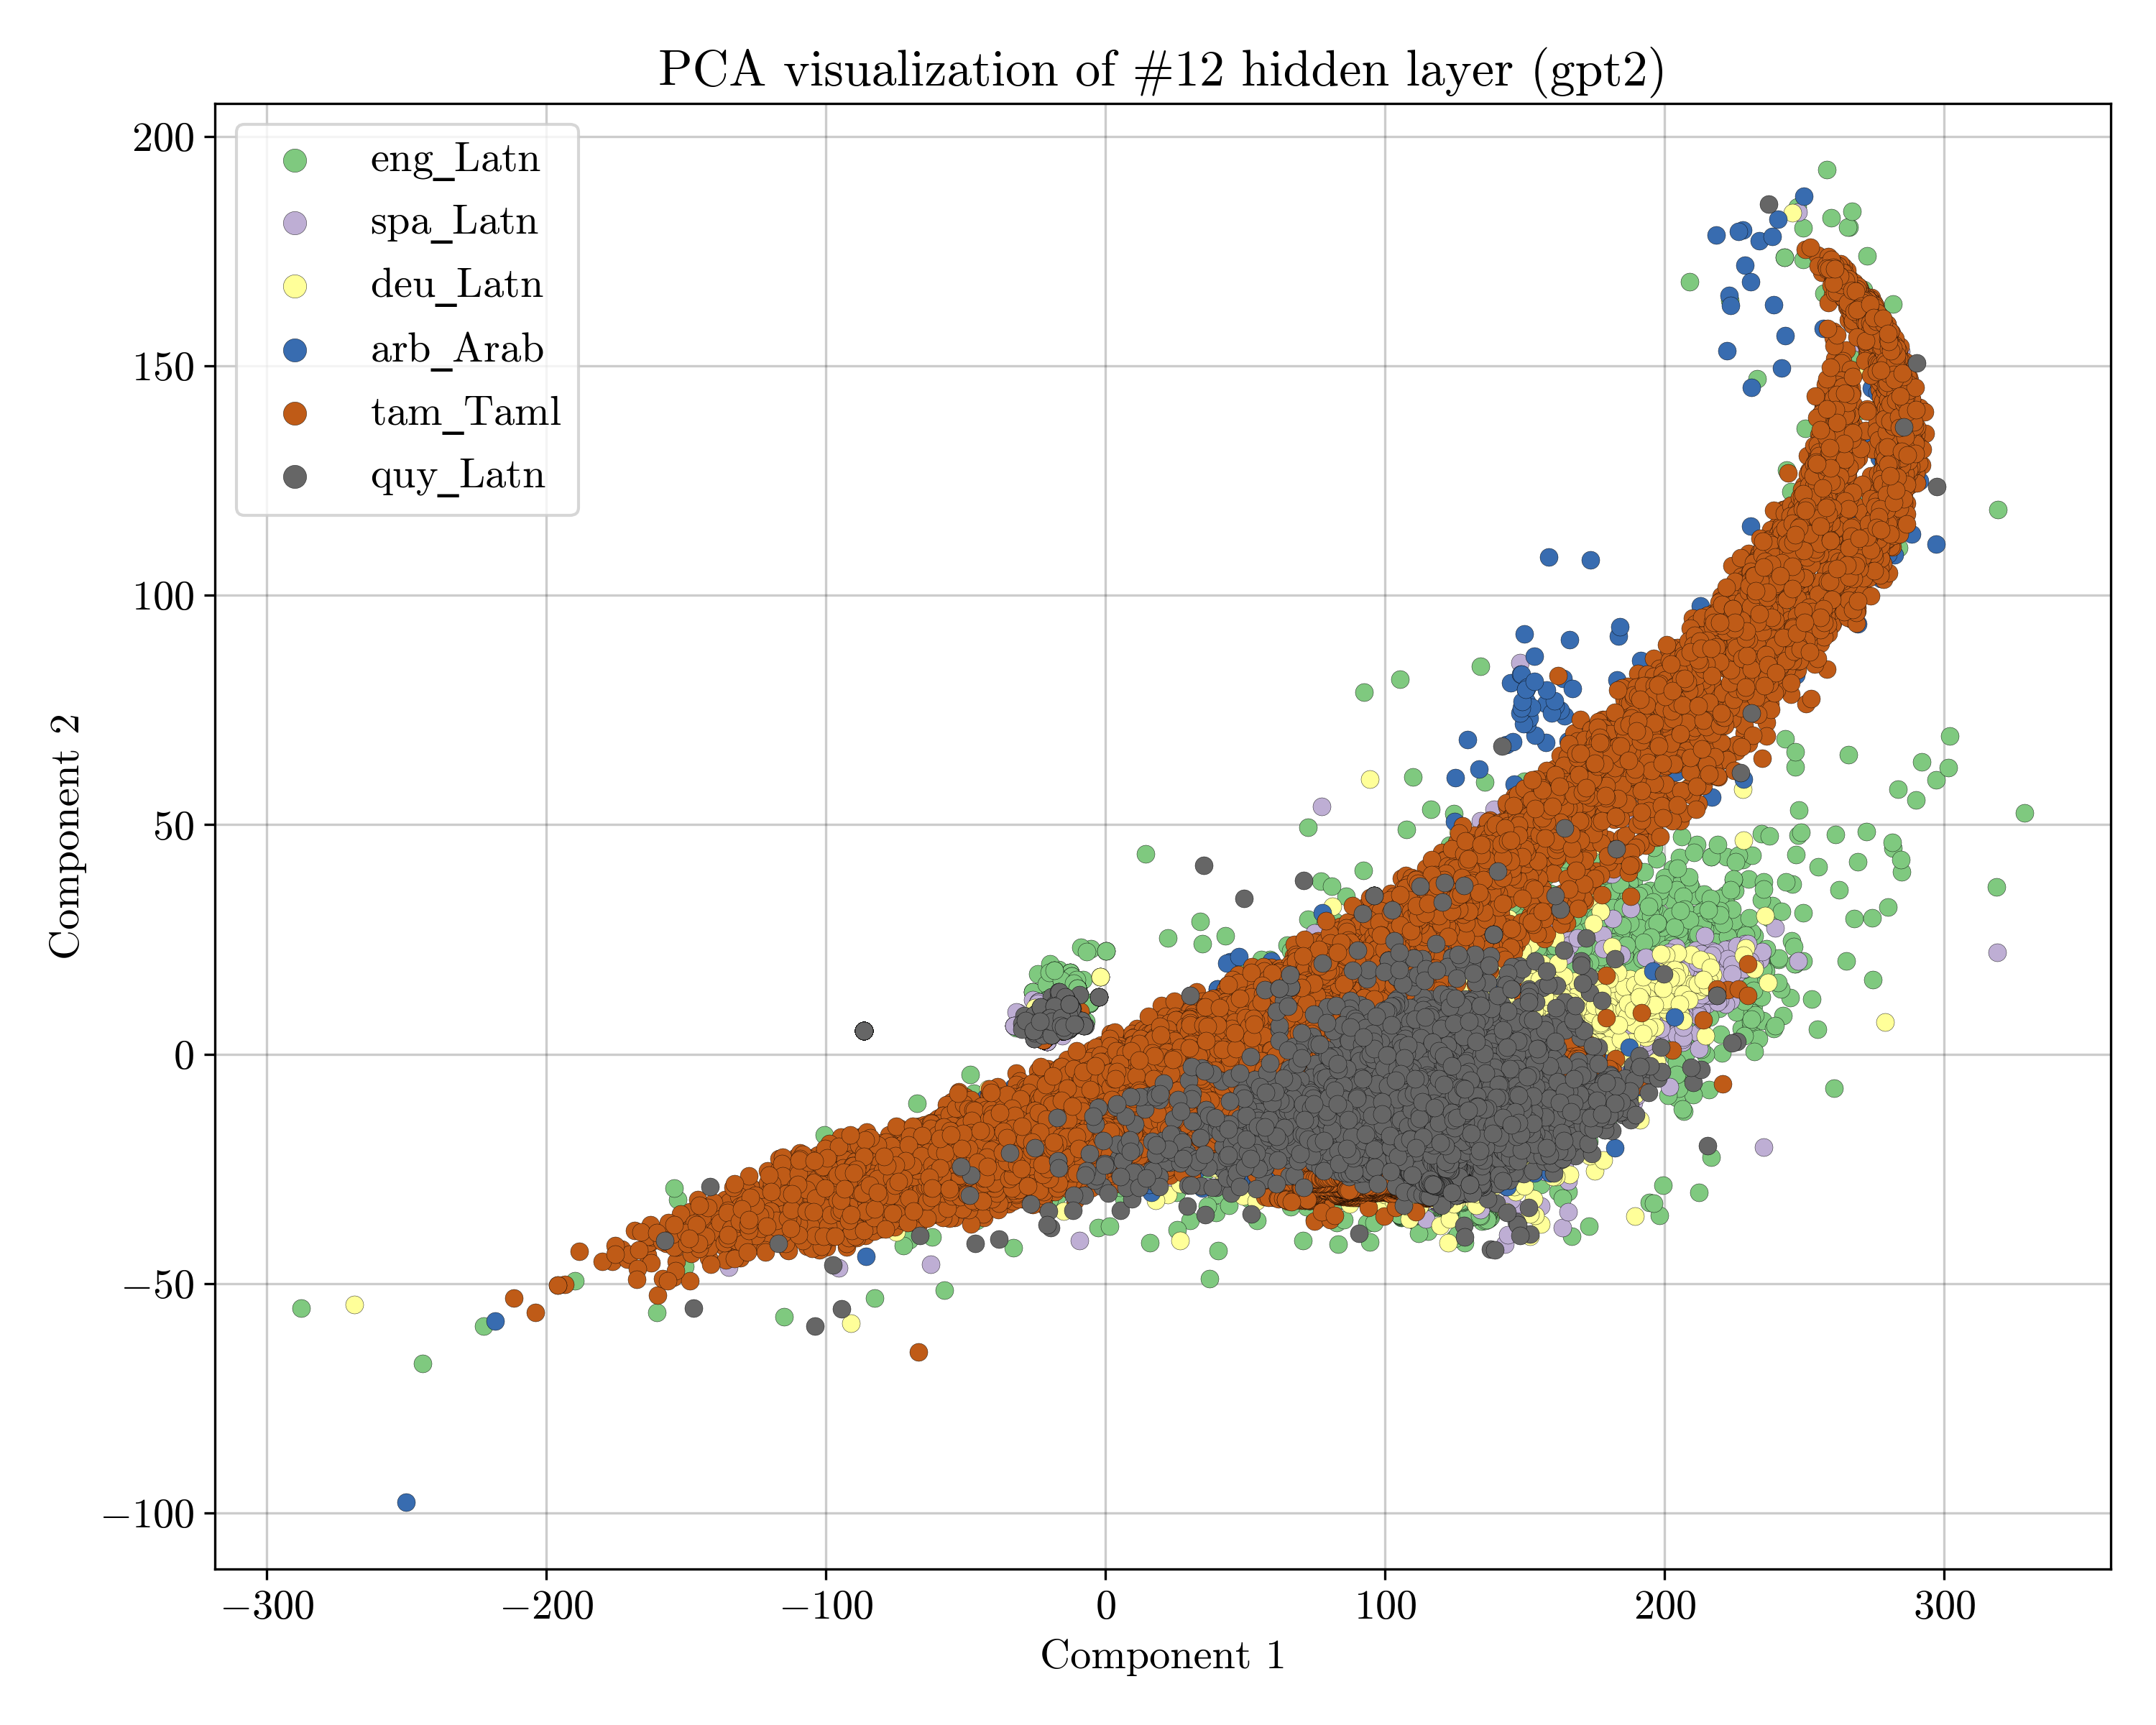 PCA visualization of #12 hidden layer (gpt2)
eng_Latn
spa_Latn
deu_Latn
arb_Arab
tam_Taml
quy_Latn
200
150
100
50
0
−50
−100
Component 2
−300
−200
−100
0
100
200
300
Component 1